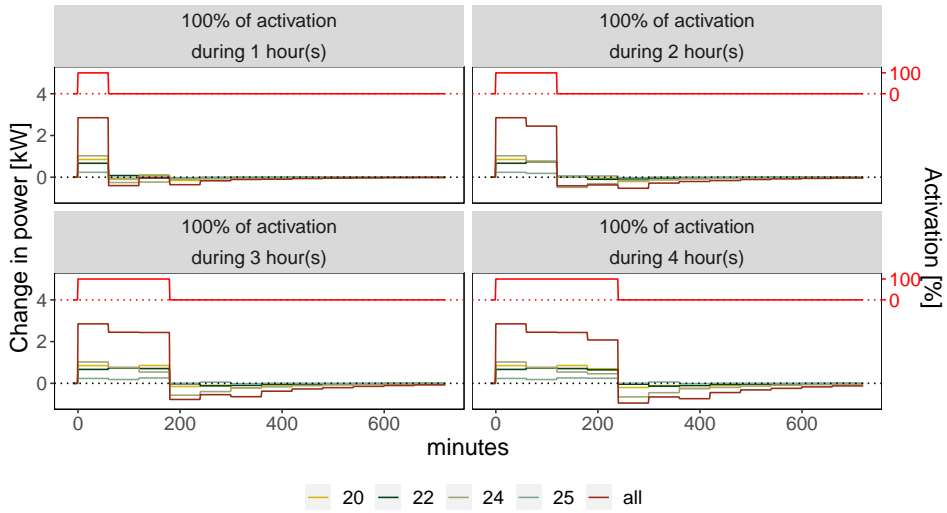 100% of activation
during 1 hour(s)
100% of activation
during 2 hour(s)
4
2
0
100
0
100% of activation
during 3 hour(s)
100% of activation
during 4 hour(s)
4
2
0
100
0
Change in power [kW]
Activation [%]
0 200 400 600
0 200 400 600
minutes
20 22 24 25 all